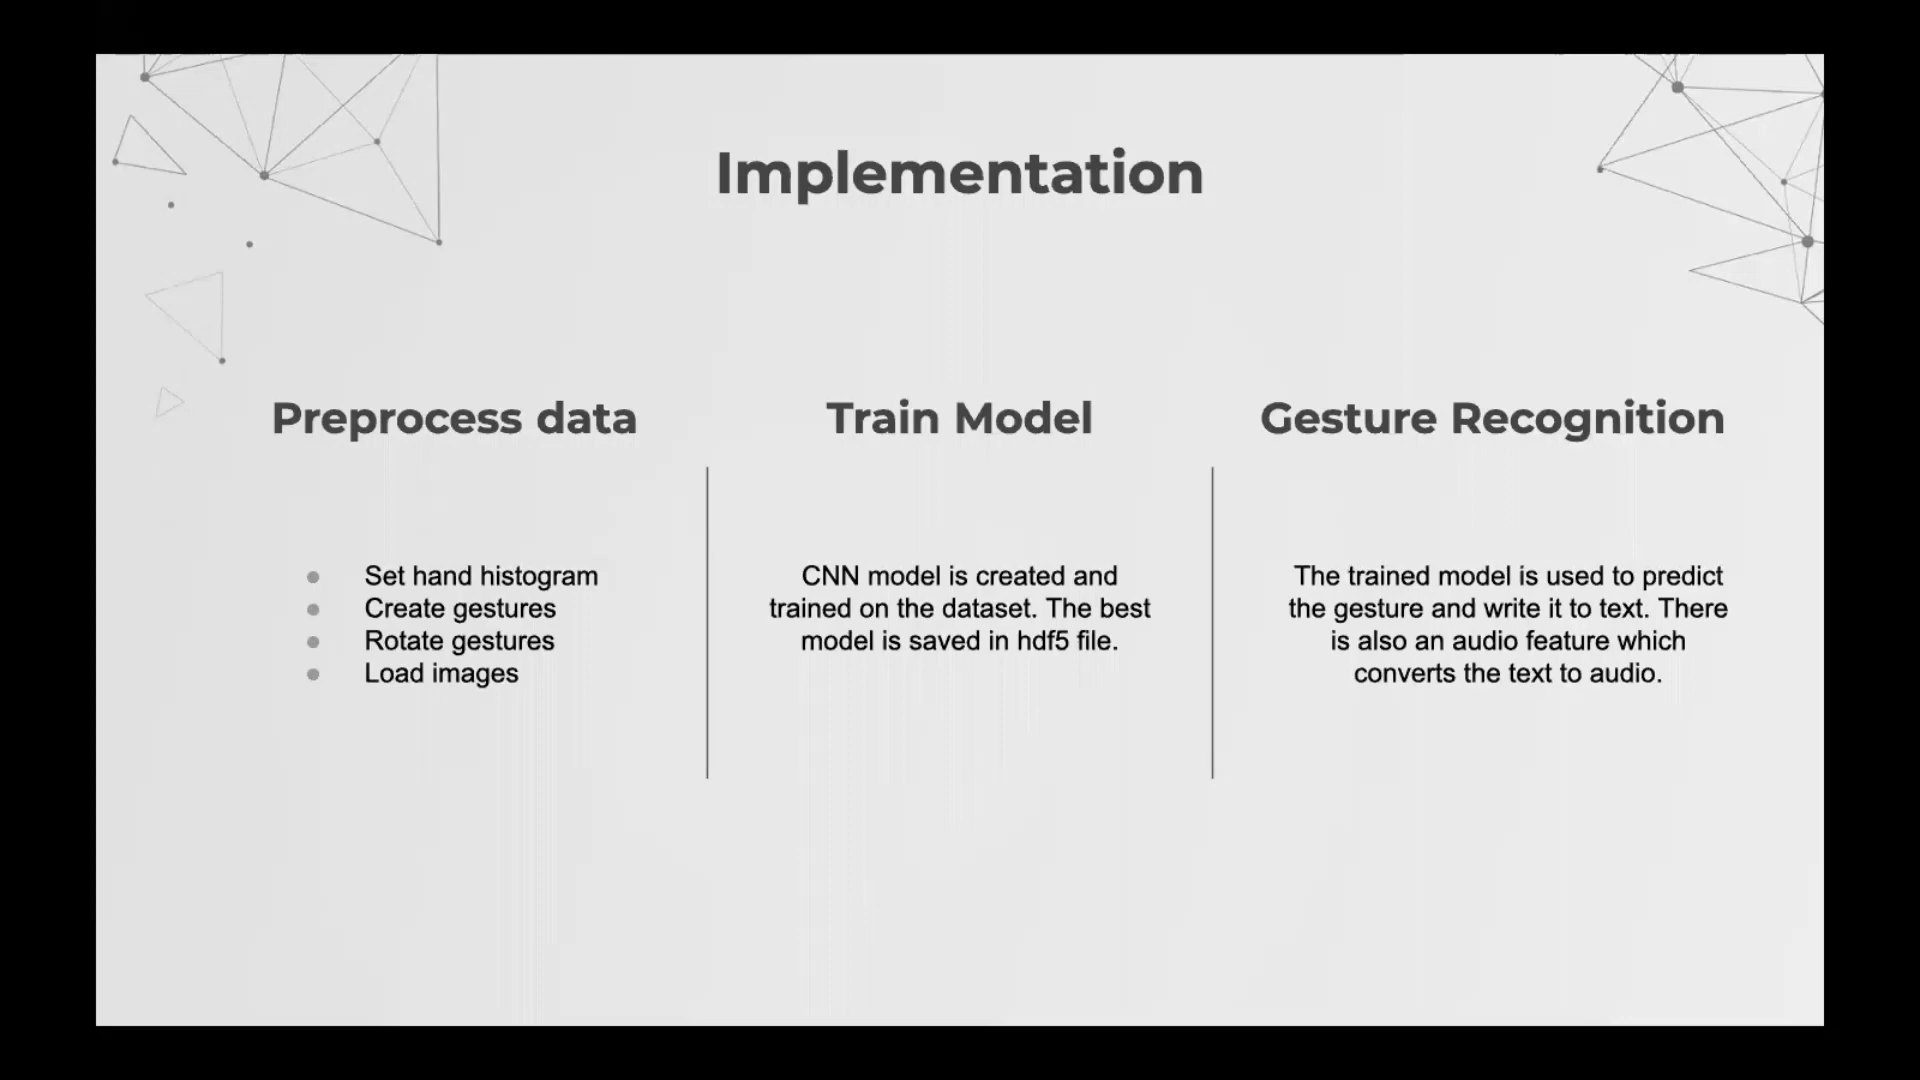 Implementation
Preprocess data
Set hand histogram
Create gestures
Rotate gestures
Load images
Train Model
CNN model is created and
trained on the dataset. The best
model is saved in hdf5 file.
Gesture Recognition
The trained model is used to predict
the gesture and write it to text. There
is also an audio feature which
converts the text to audio.